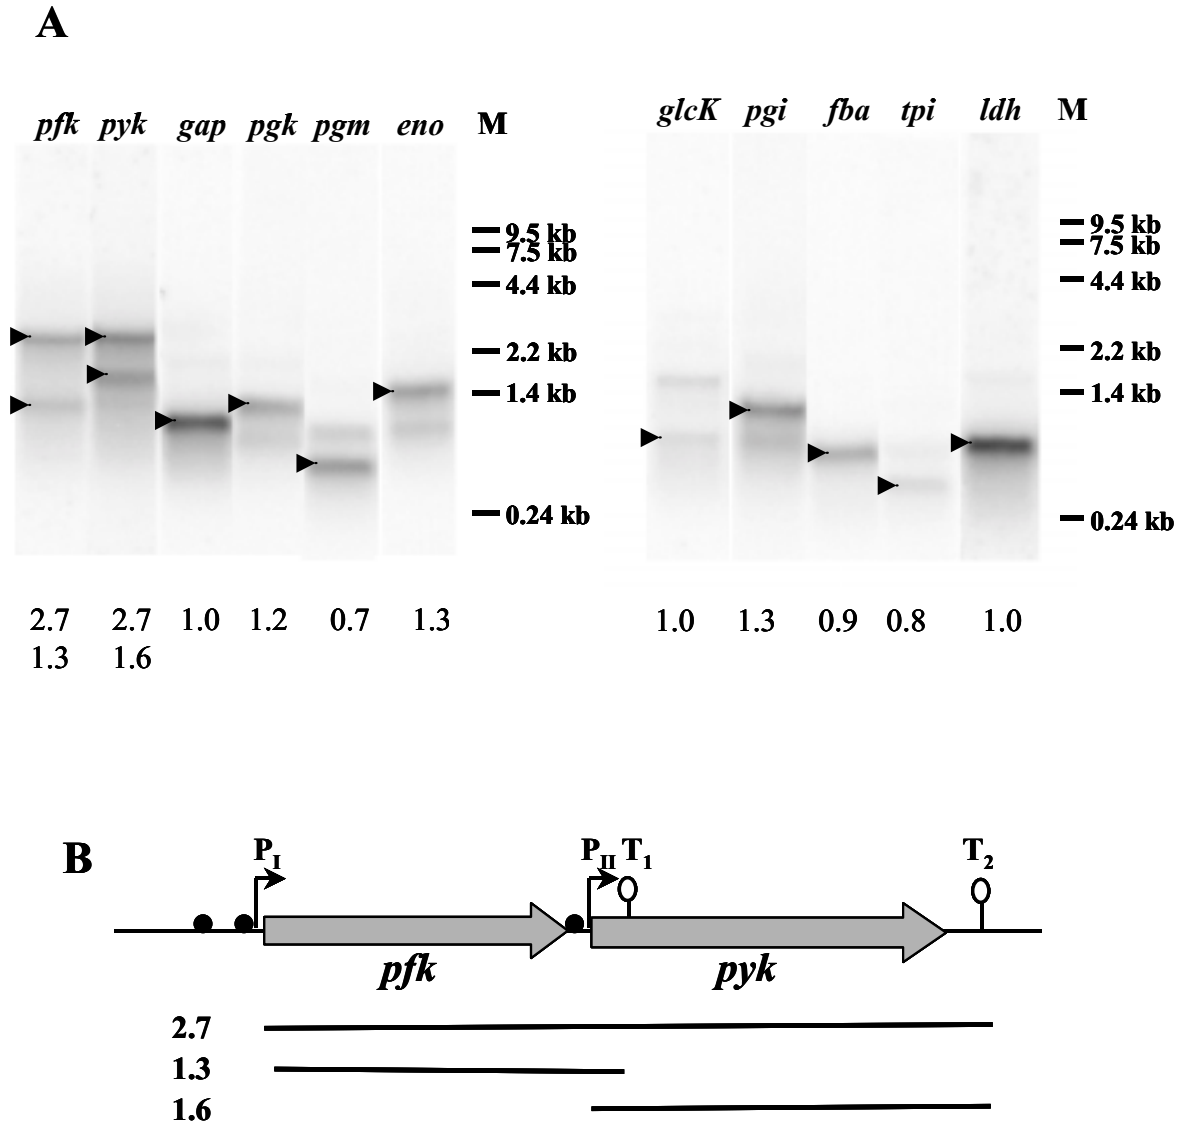 A
pfk pyk gap pgk pgm eno M
9.5 kb
7.5 kb
4.4 kb
2.2 kb
1.4 kb
0.24 kb
2.7 2.7 1.0 1.2 0.7 1.3
1.3 1.6
glcK pgi fba tpi ldh M
9.5 kb
7.5 kb
4.4 kb
2.2 kb
1.4 kb
0.24 kb
1.0 1.3 0.9 0.8 1.0
B
PI PII T1 T2
pfk pyk
2.7
1.3
1.6